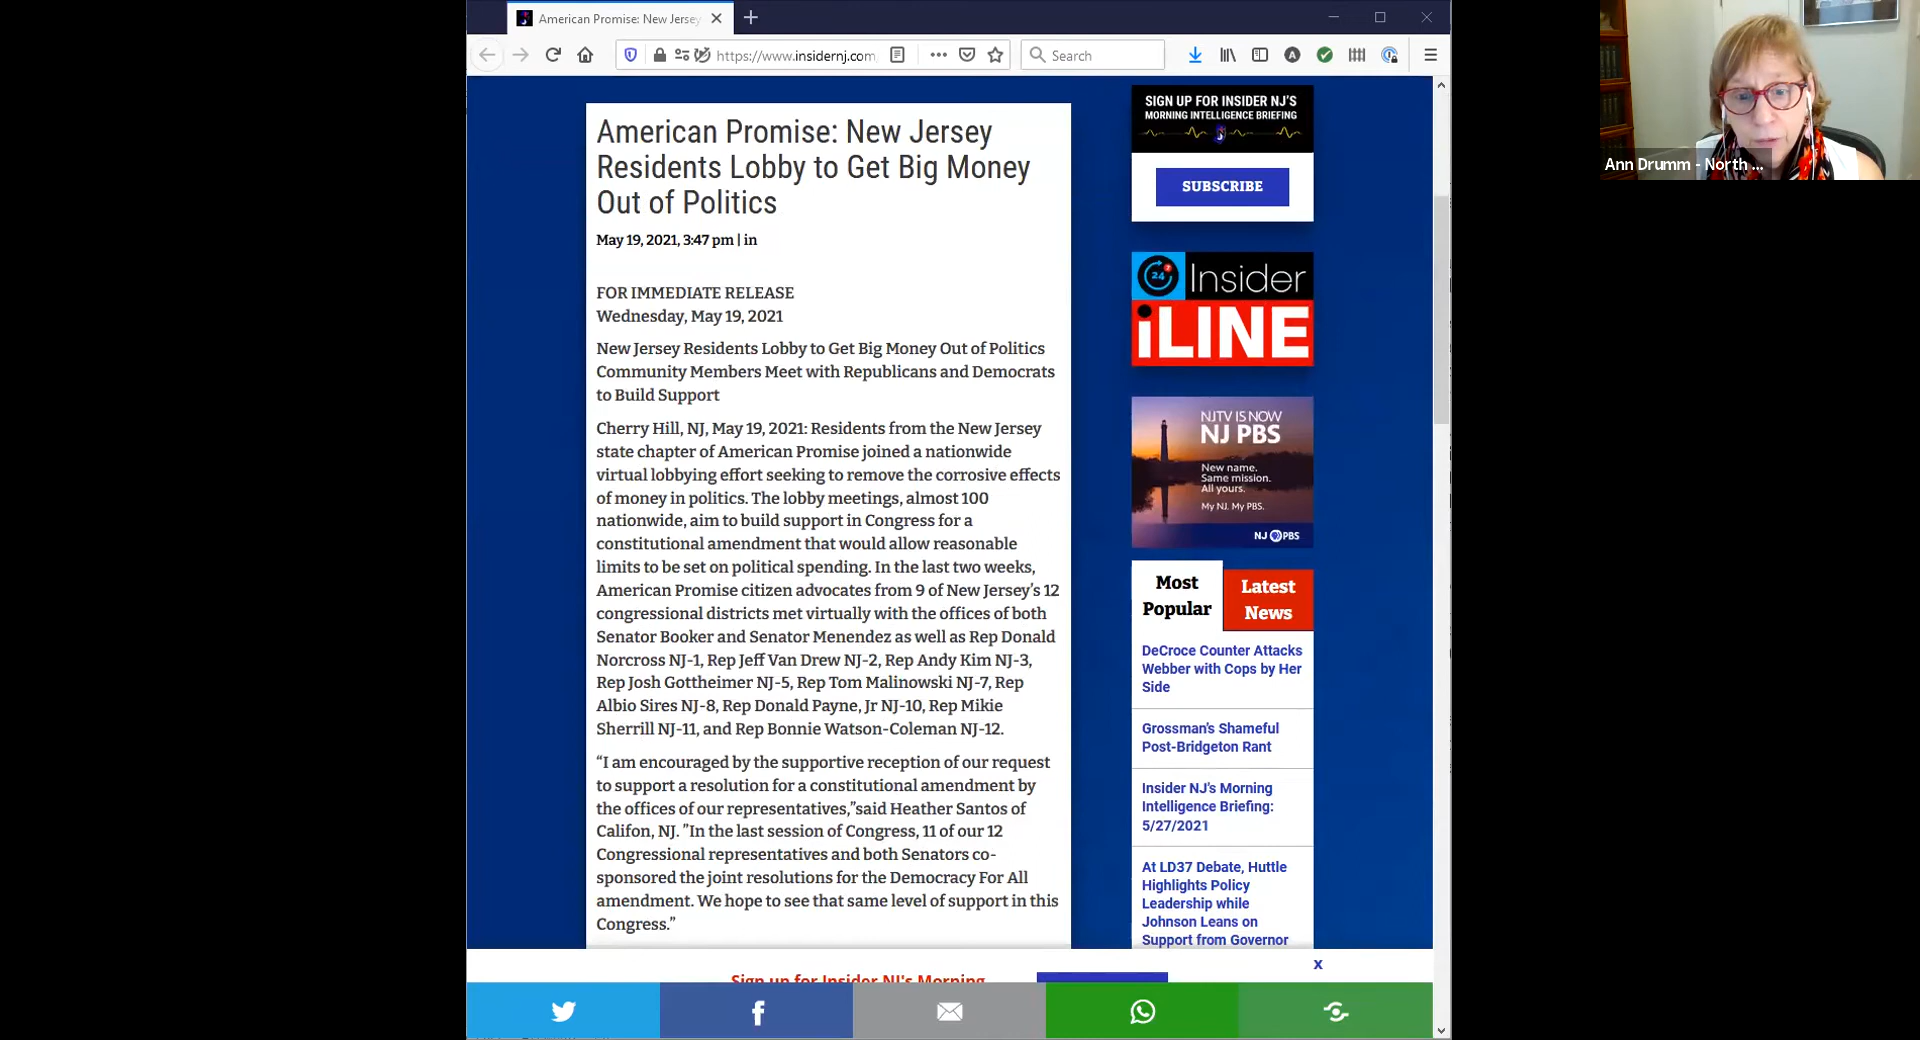 American Promise: New Jersey
https://www.insidernj.com
Search
American Promise: New Jersey
Residents Lobby to Get Big Money
Out of Politics
May 19, 2021, 3:47 pm | in
FOR IMMEDIATE RELEASE
Wednesday, May 19, 2021
New Jersey Residents Lobby to Get Big Money Out of Politics
Community Members Meet with Republicans and Democrats
to Build Support
Cherry Hill, NJ, May 19, 2021: Residents from the New Jersey
state chapter of American Promise joined a nationwide
virtual lobbying effort seeking to remove the corrosive effects
of money in politics. The lobby meetings, almost 100
nationwide, aim to build support in Congress for a
constitutional amendment that would allow reasonable
limits to be set on political spending. In the last two weeks,
American Promise citizen advocates from 9 of New Jersey's 12
congressional districts met virtually with the offices of both
Senator Booker and Senator Menendez as well as Rep Donald
Norcross NJ-1, Rep Jeff Van Drew NJ-2, Rep Andy Kim NJ-3,
Rep Josh Gottheimer NJ-5, Rep Tom Malinowski NJ-7, Rep
Albio Sires NJ-8, Rep Donald Payne, Jr NJ-10, Rep Mikie
Sherrill NJ-11, and Rep Bonnie Watson-Coleman NJ-12.
“I am encouraged by the supportive reception of our request
to support a resolution for a constitutional amendment by
the offices of our representatives,”said Heather Santos of
Califon, NJ. ”In the last session of Congress, 11 of our 12
Congressional representatives and both Senators co-
sponsored the joint resolutions for the Democracy For All
amendment. We hope to see that same level of support in this
Congress.”
SIGN UP FOR INSIDER NJ'S
MORNING INTELLIGENCE BRIEFING
SUBSCRIBE
24
7
Insider
iLINE
NJTV IS NOW
NJ PBS
New name.
Same mission.
All yours.
My NJ. My PBS.
NJ PBS
Most
Popular
Latest
News
DeCroce Counter Attacks
Webber with Cops by Her
Side
Grossman's Shameful
Post-Bridgeton Rant
Insider NJ's Morning
Intelligence Briefing:
5/27/2021
At LD37 Debate, Huttle
Highlights Policy
Leadership while
Johnson Leans on
Support from Governor
Sign up for Insider NJ's Morning
x
Ann Drumm - North ...